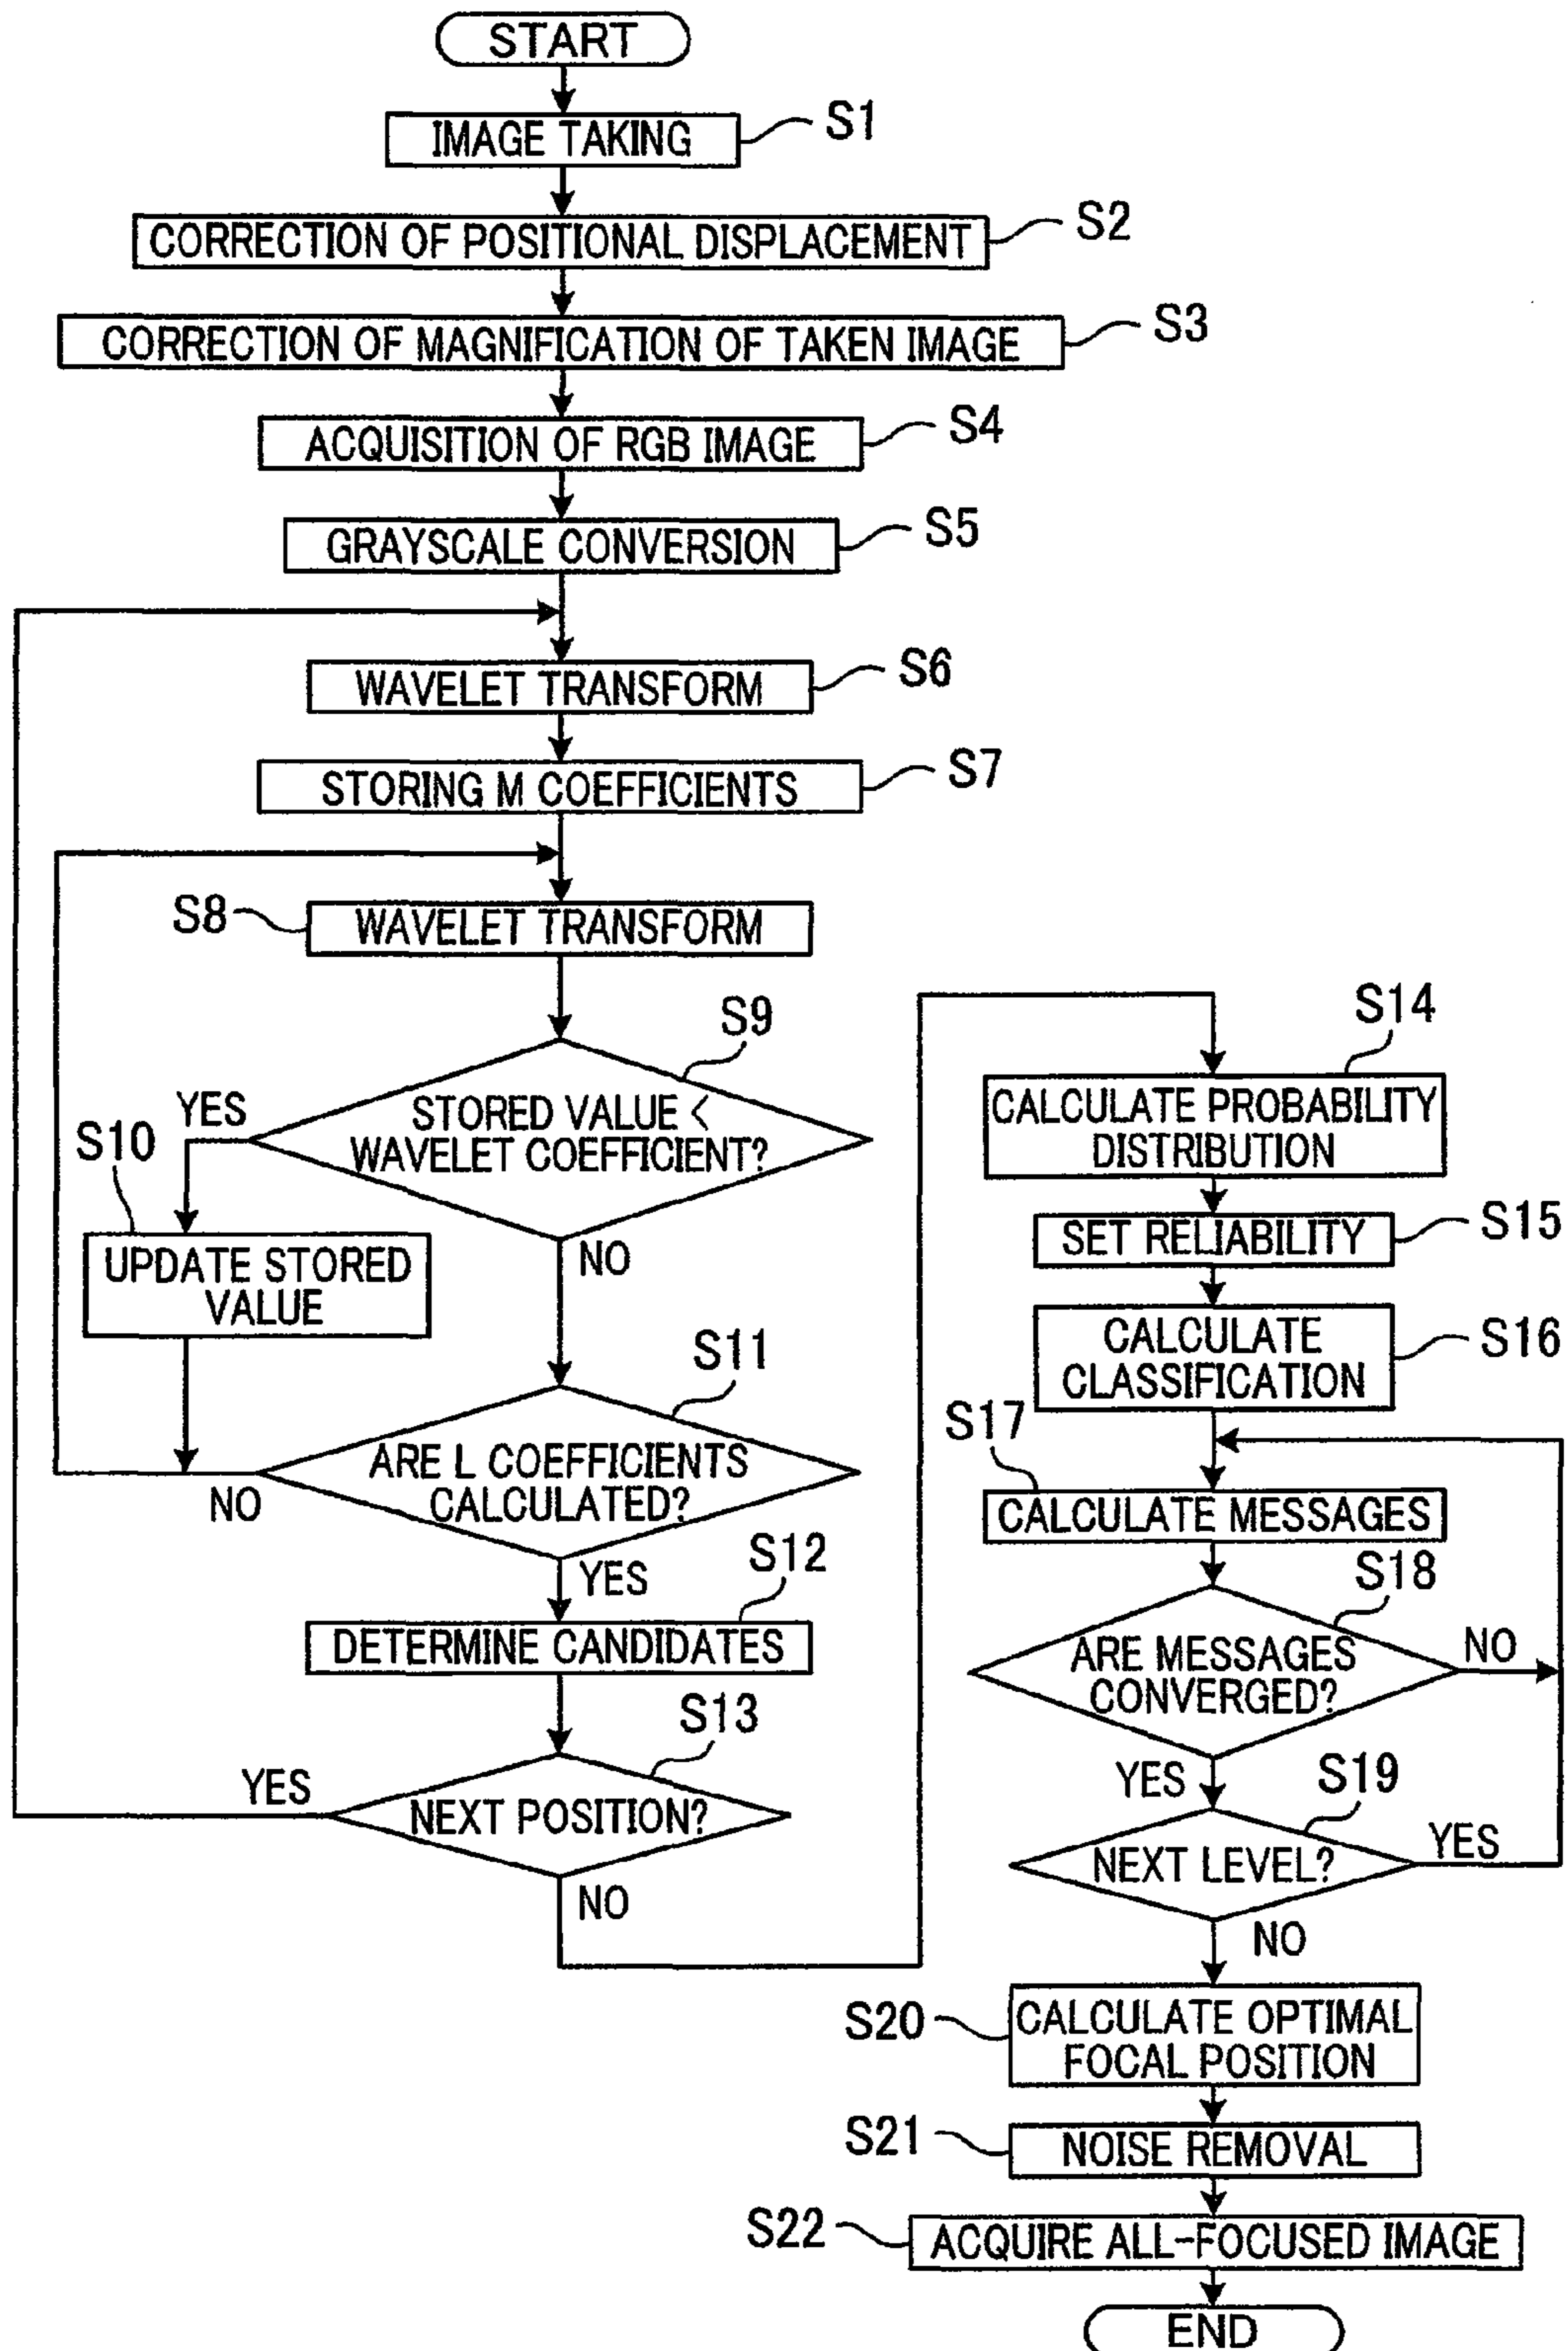 START
IMAGE TAKING
S1
CORRECTION OF POSITIONAL DISPLACEMENT
S2
CORRECTION OF MAGNIFICATION OF TAKEN IMAGE
S3
ACQUISITION OF RGB IMAGE
S4
GRAYSCALE CONVERSION
S5
WAVELET TRANSFORM
S6
STORING M COEFFICIENTS
S7
S8
WAVELET TRANSFORM
S9
STORED VALUE <
WAVELET COEFFICIENT?
YES
NO
S10
UPDATE STORED
VALUE
S11
ARE L COEFFICIENTS
CALCULATED?
NO
YES
S12
DETERMINE CANDIDATES
S13
NEXT POSITION?
YES
NO
S14
CALCULATE PROBABILITY
DISTRIBUTION
SET RELIABILITY
S15
CALCULATE
CLASSIFICATION
S16
S17
CALCULATE MESSAGES
S18
ARE MESSAGES
CONVERGED?
NO
YES
S19
NEXT LEVEL?
YES
NO
S20
CALCULATE OPTIMAL
FOCAL POSITION
S21
NOISE REMOVAL
S22
ACQUIRE ALL-FOCUSED IMAGE
END